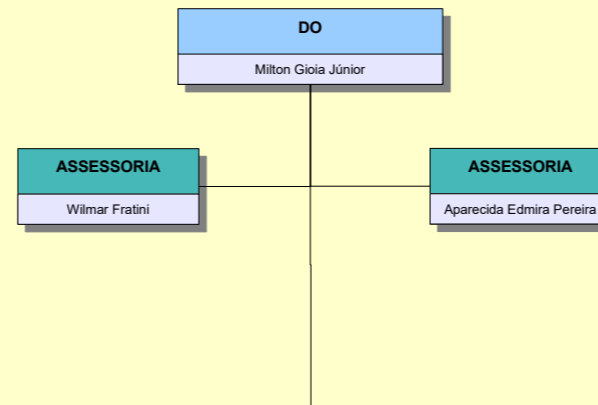 DO
Milton Gioia Júnior
ASSESSORIA
Wilmar Fratini
ASSESSORIA
Aparecida Edmira Pereira